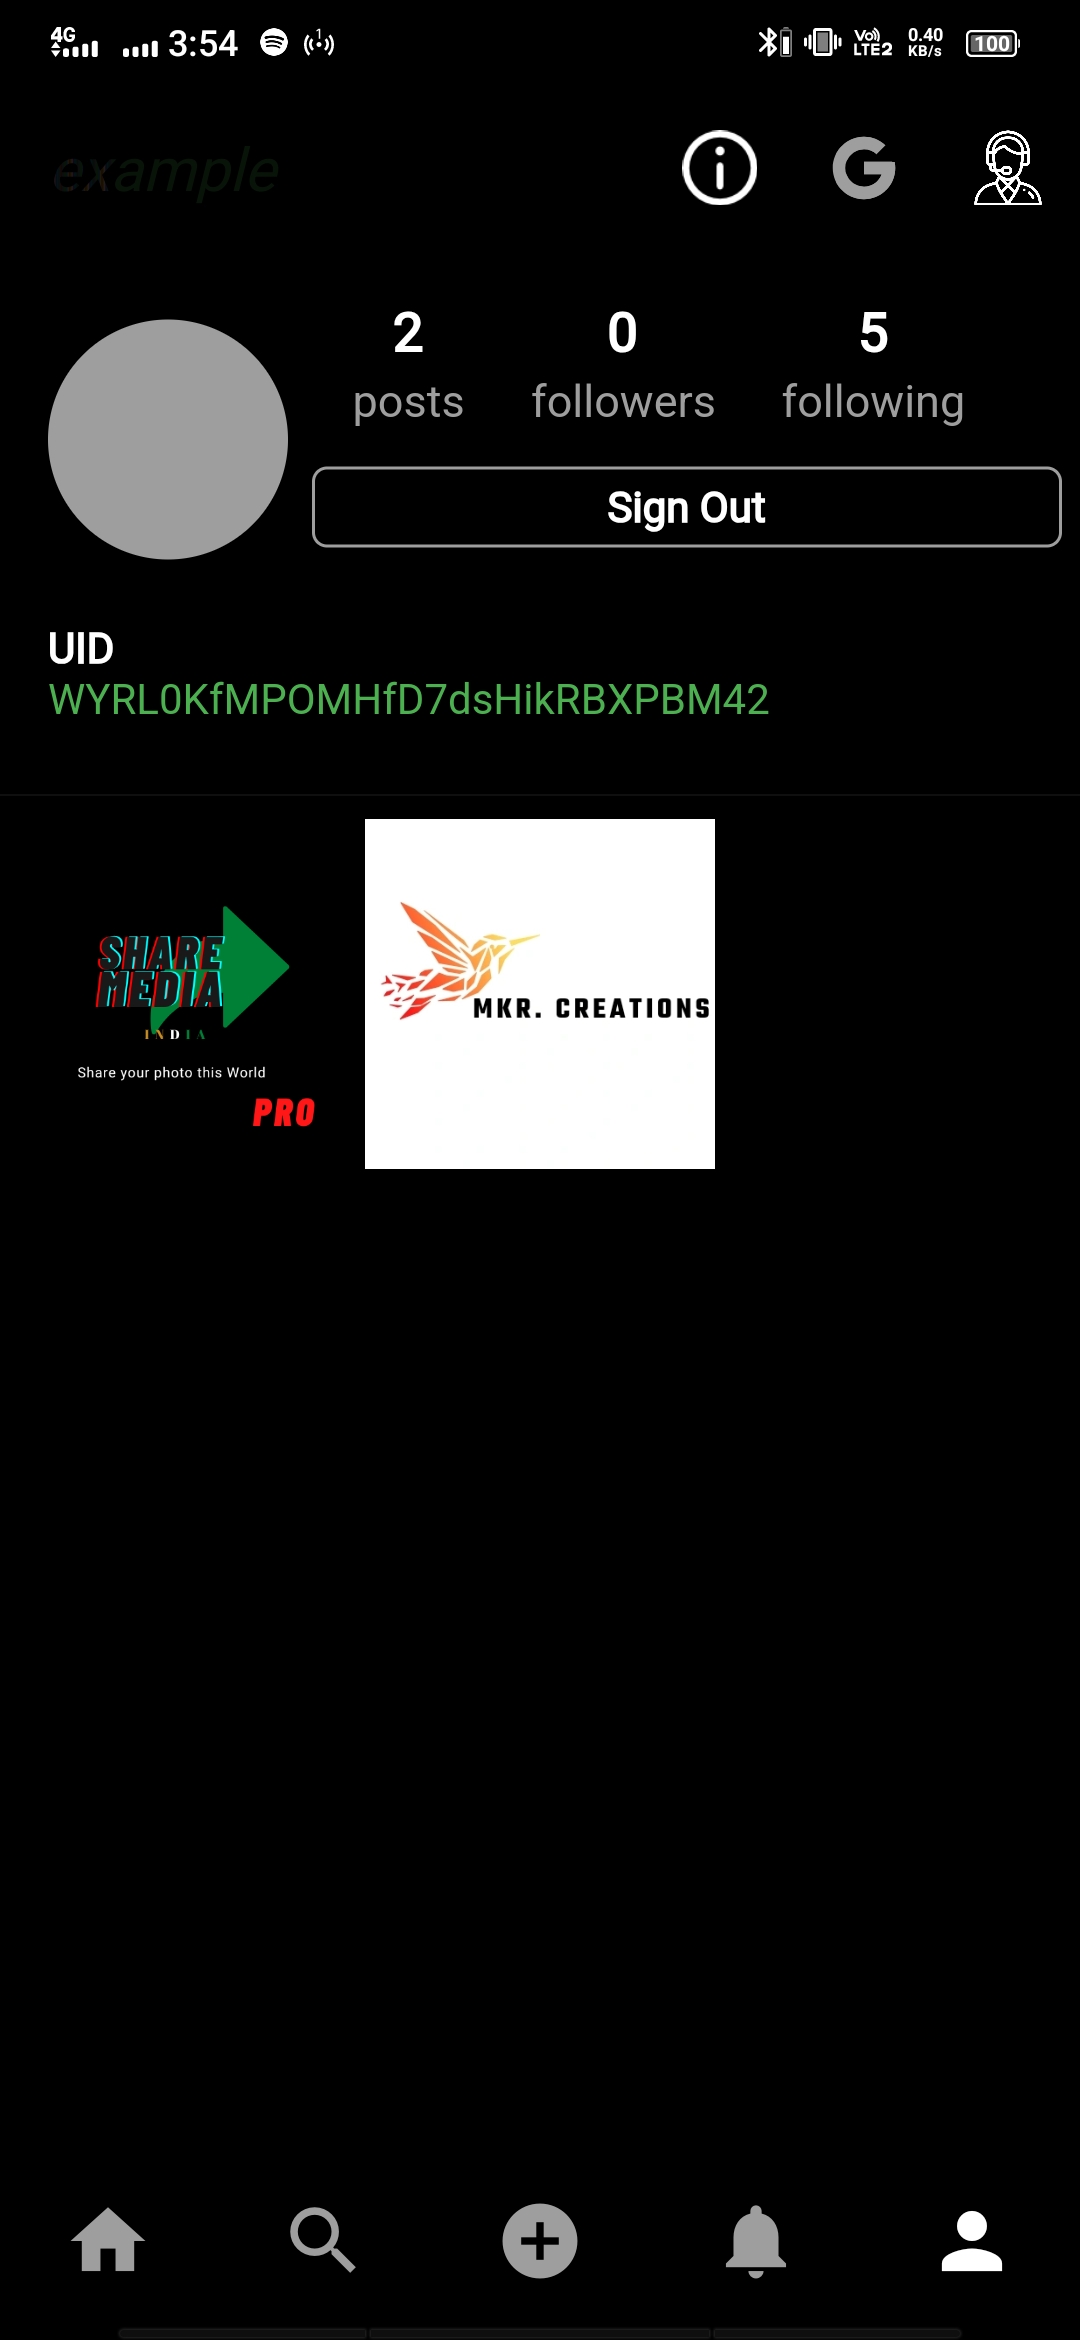 4G 3:54 Vo)) LTE2 0.40 KB/s 100
example
2 0 5
posts followers following
Sign Out
UID
WYRL0KfMPOMHfD7dsHikRBXPBM42
SHARE
MEDIA
INDIA
Share your photo this World
PRO
MKR. CREATIONS